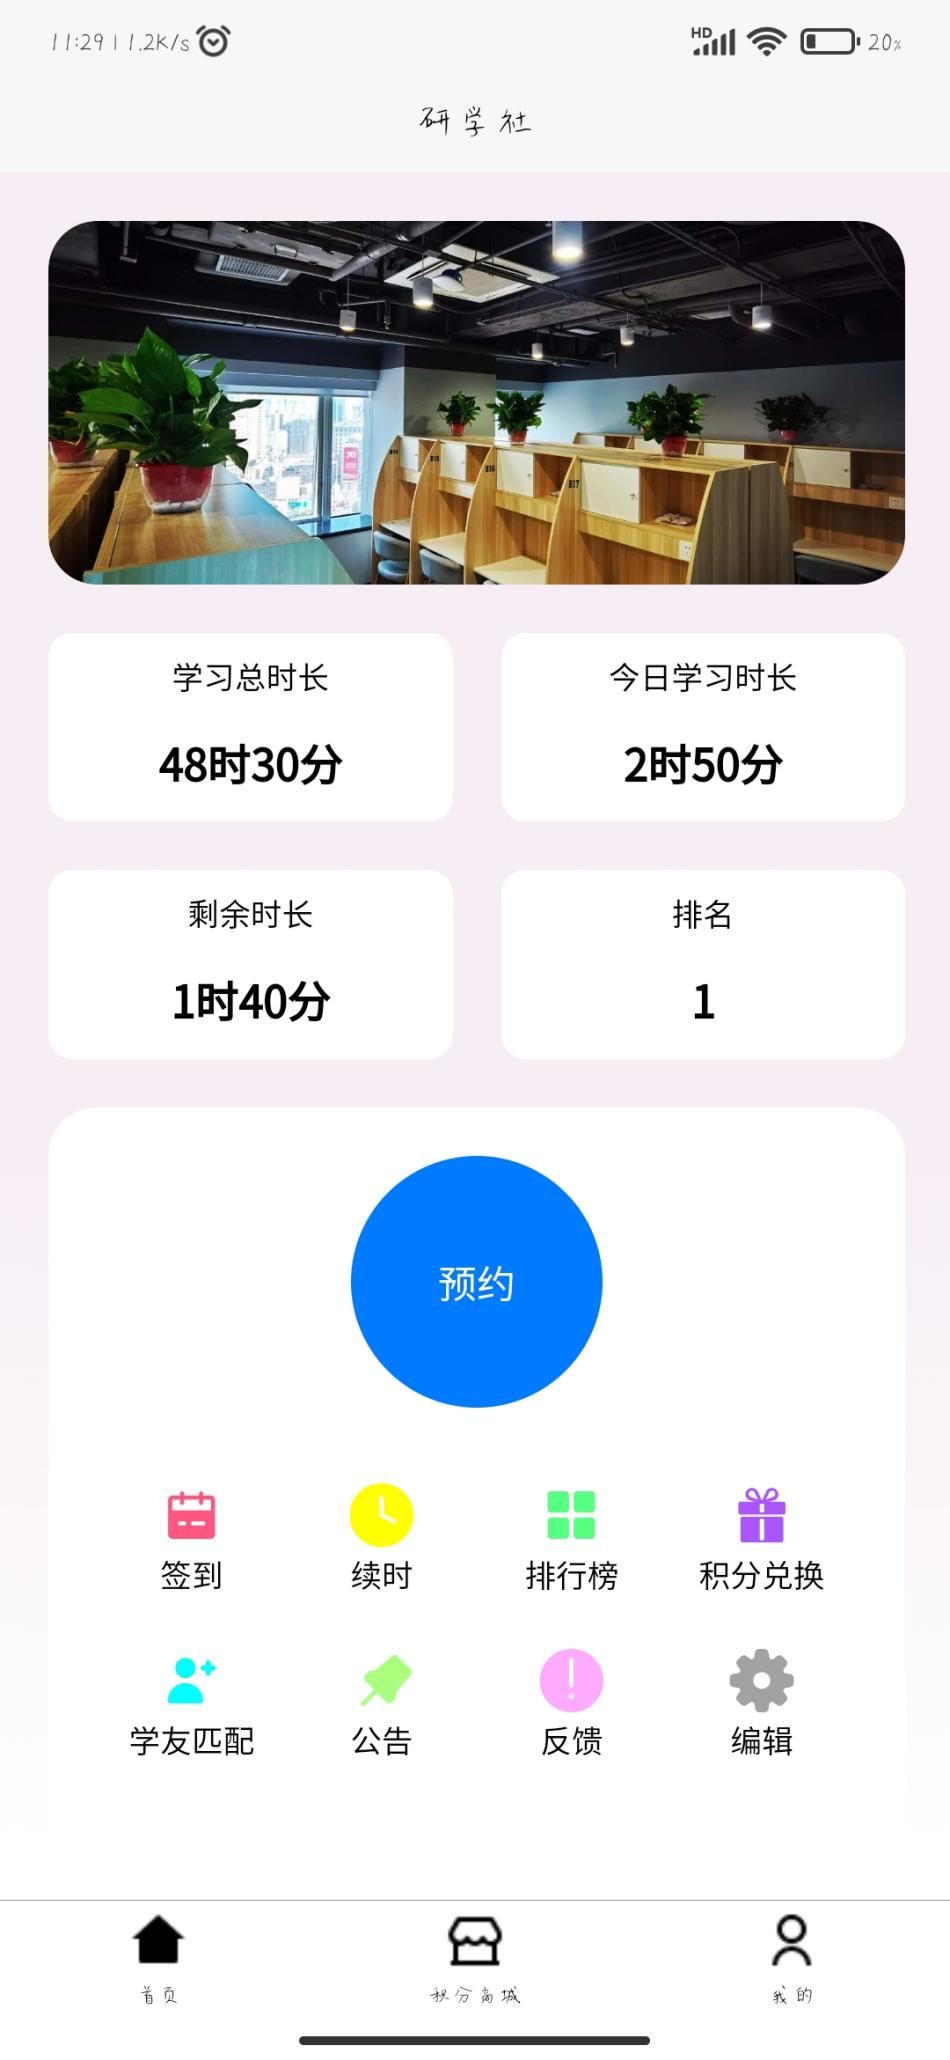 11:29 | 1.2K/s
HD
20%
研学社
学习总时长
48时30分
今日学习时长
2时50分
剩余时长
1时40分
排名
1
预约
签到 续时 排行榜 积分兑换
学友匹配 公告 反馈 编辑
首页 积分商城 我的